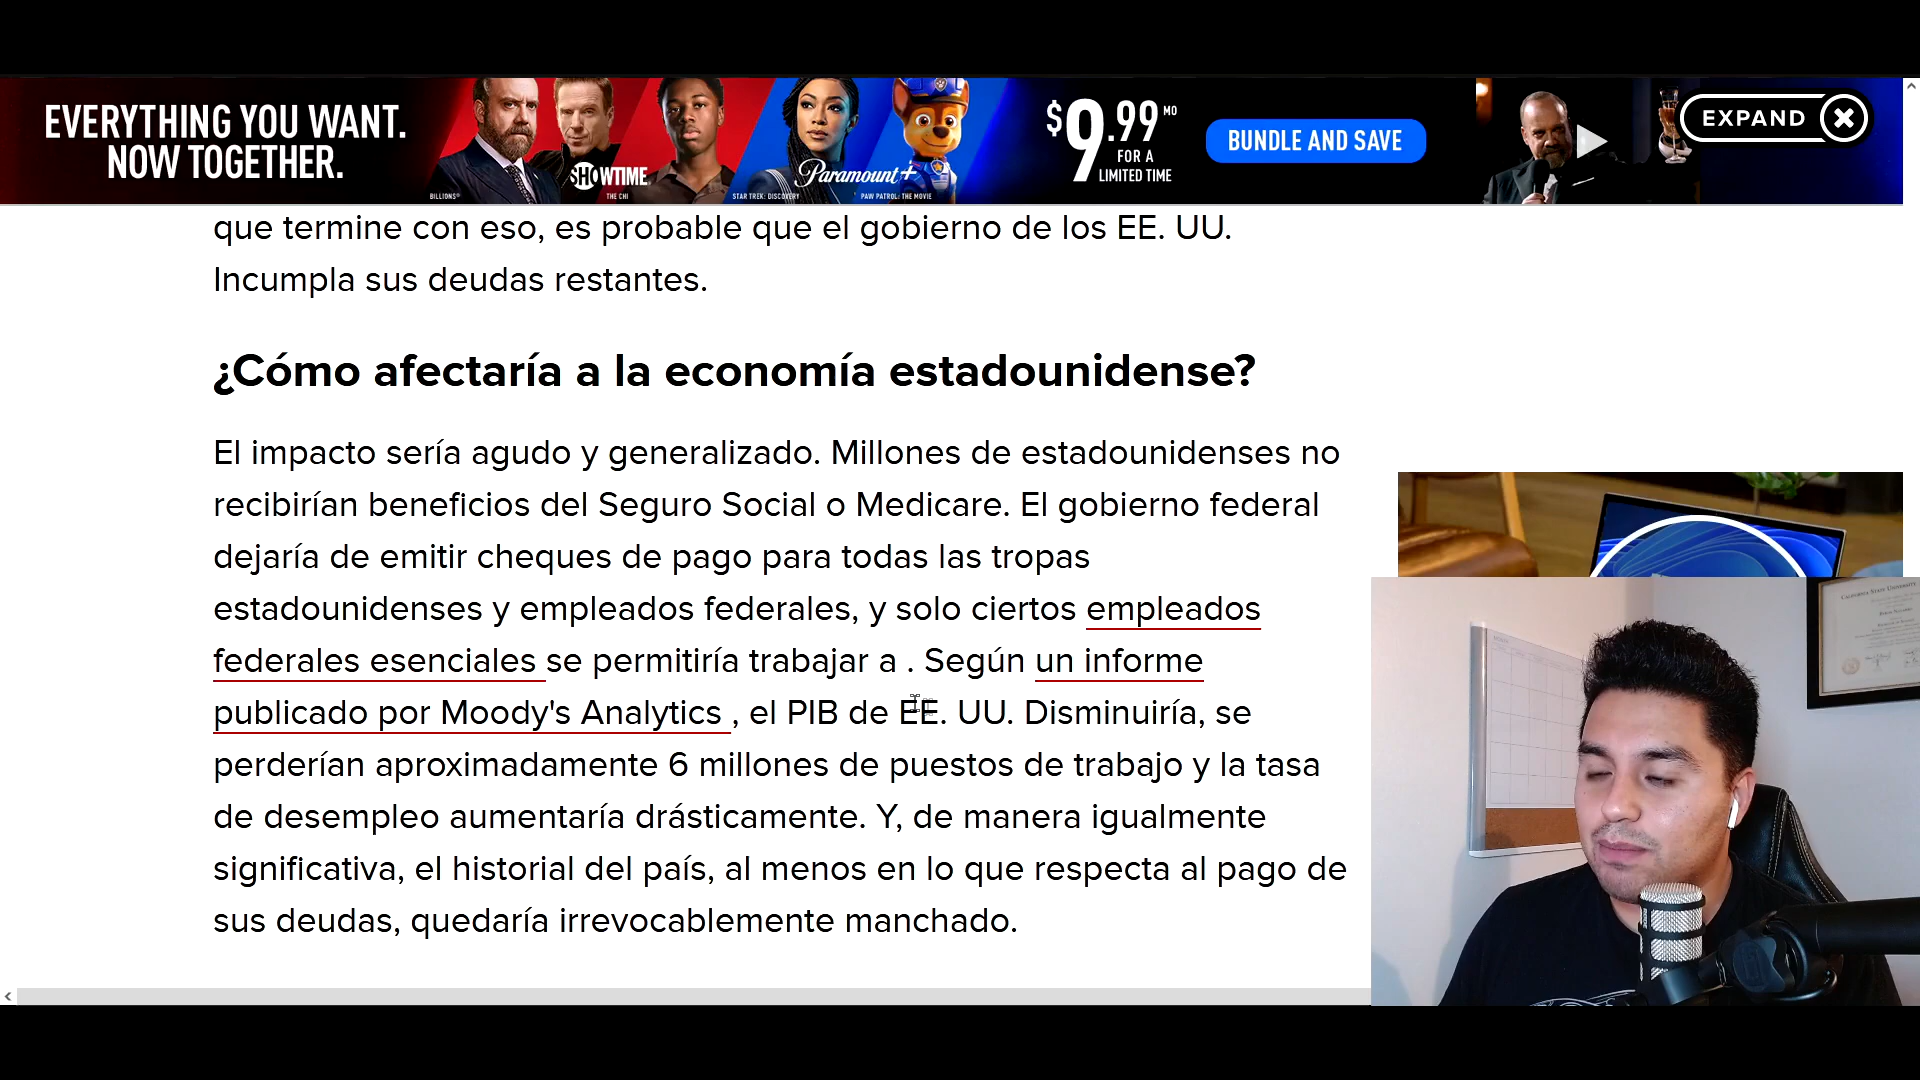 EVERYTHING YOU WANT.
NOW TOGETHER.
BILLIONS®
SHOWTIME
THE CHI
STAR TREK: DISCOVERY
Paramount+
PAW PATROL: THE MOVIE
$9.99 MO
FOR A
LIMITED TIME
BUNDLE AND SAVE
EXPAND
que termine con eso, es probable que el gobierno de los EE. UU.
Incumpla sus deudas restantes.
¿Cómo afectaría a la economía estadounidense?
El impacto sería agudo y generalizado. Millones de estadounidenses no
recibirían beneficios del Seguro Social o Medicare. El gobierno federal
dejaría de emitir cheques de pago para todas las tropas
estadounidenses y empleados federales, y solo ciertos empleados
federales esenciales se permitiría trabajar a . Según un informe
publicado por Moody's Analytics , el PIB de EE. UU. Disminuiría, se
perderían aproximadamente 6 millones de puestos de trabajo y la tasa
de desempleo aumentaría drásticamente. Y, de manera igualmente
significativa, el historial del país, al menos en lo que respecta al pago de
sus deudas, quedaría irrevocablemente manchado.